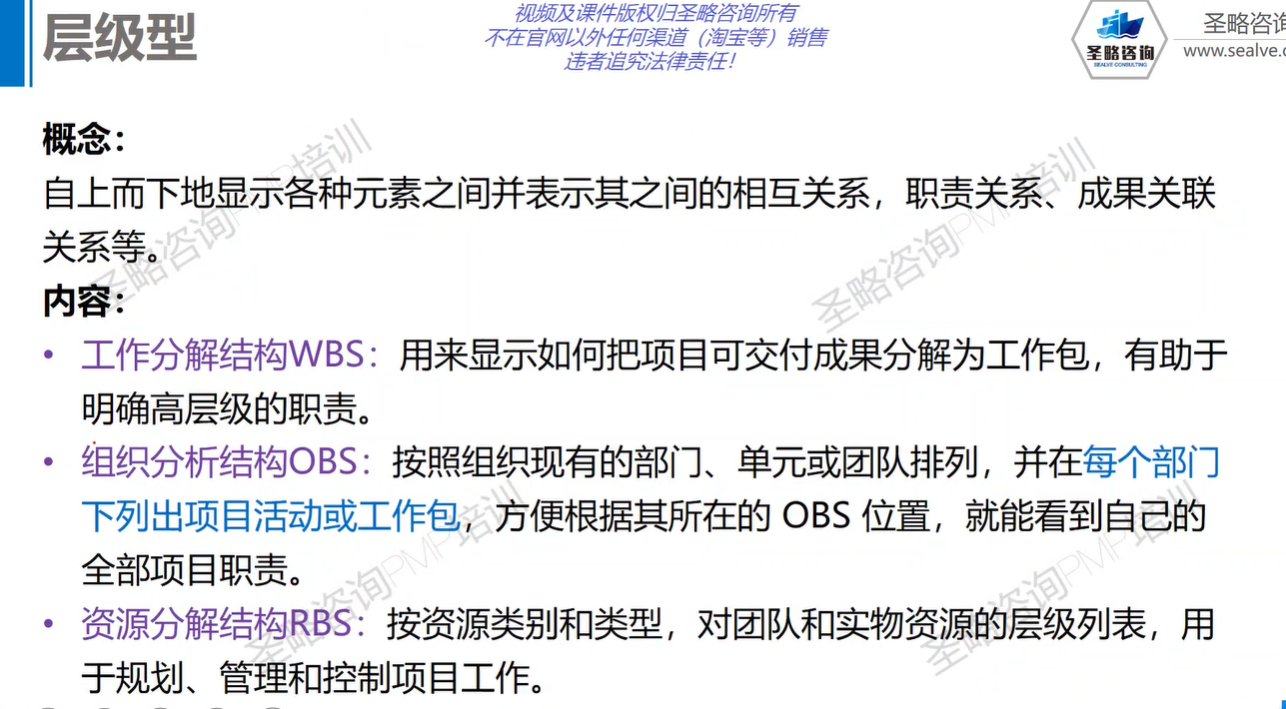 层级型
视频及课件版权归圣略咨询所有
不在官网以外任何渠道（淘宝等）销售
违者追究法律责任！
圣略咨询
SEALVE CONSULTING
圣略咨
www.sealve.
概念：
自上而下地显示各种元素之间并表示其之间的相互关系，职责关系、成果关联
关系等。
内容：
• 工作分解结构WBS：用来显示如何把项目可交付成果分解为工作包，有助于
明确高层级的职责。
• 组织分析结构OBS：按照组织现有的部门、单元或团队排列，并在每个部门
下列出项目活动或工作包，方便根据其所在的 OBS 位置，就能看到自已的
全部项目职责。
• 资源分解结构RBS：按资源类别和类型，对团队和实物资源的层级列表，用
于规划、管理和控制项目工作。
圣略咨询PMP培训
圣略咨询PMP培训
圣略咨询PMP培训
圣略咨询PMP培训